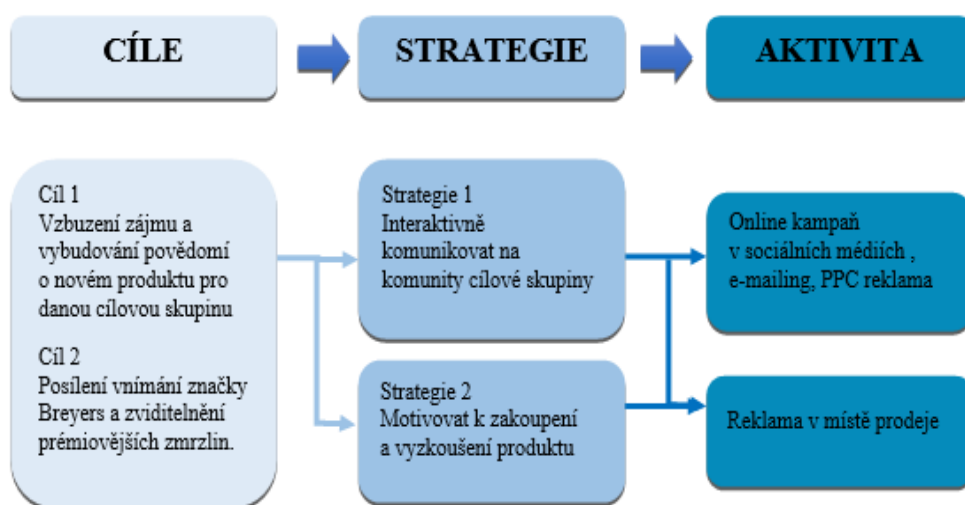 CÍLE
STRATEGIE
AKTIVITA
Cíl 1
Vzbuzení zájmu a
vybudování povědomí
o novém produktu pro
danou cílovou skupinu
Cíl 2
Posílení vnímání značky
Breyers a zviditelnění
prémiovějších zmrzlin.
Strategie 1
Interaktivně
komunikovat na
komunity cílové skupiny
Strategie 2
Motivovat k zakoupení
a vyzkoušení produktu
Online kampaň
v sociálních médiích ,
e-mailing, PPC reklama
Reklama v místě prodeje